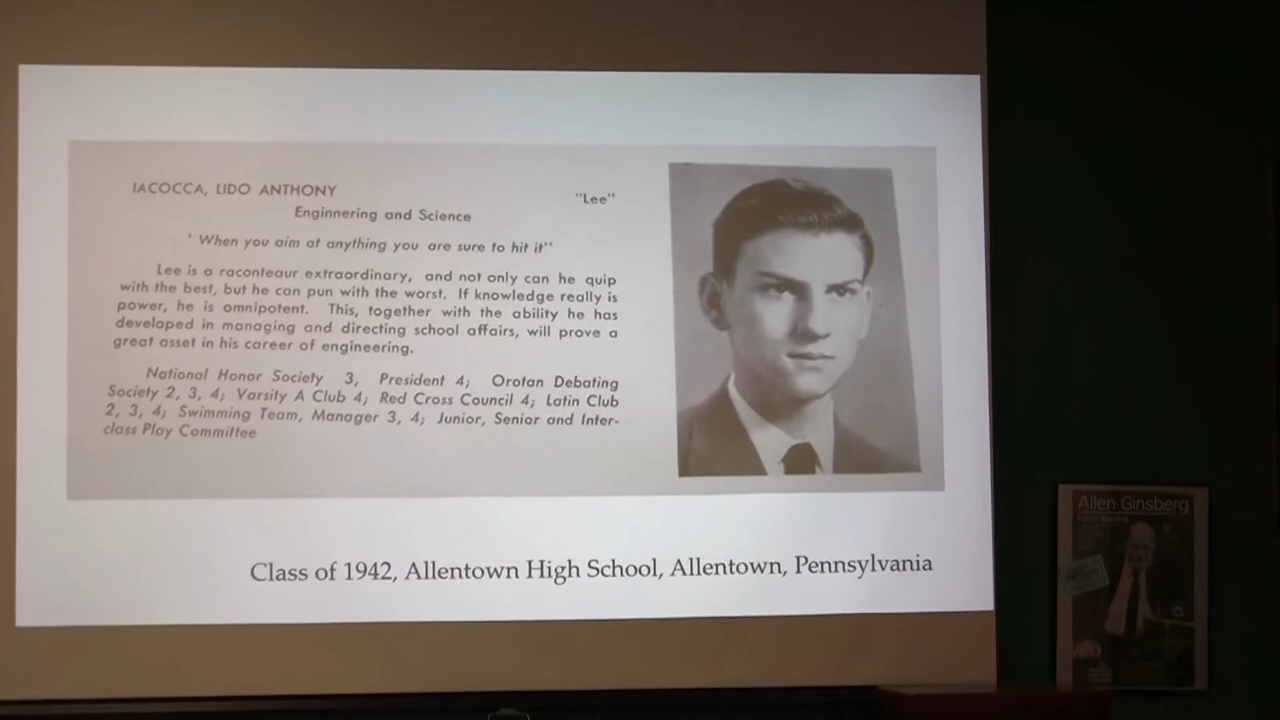 IACOCCA, LIDO ANTHONY "Lee"
Enginnering and Science
' When you aim at anything you are sure to hit it"
Lee is a raconteaur extraordinary, and not only can he quip
with the best, but he can pun with the worst. If knowledge really is
power, he is omnipotent. This, together with the ability he has
developed in managing and directing school affairs, will prove a
great asset in his career of engineering.
National Honor Society 3, President 4; Orotan Debating
Society 2, 3, 4; Varsity A Club 4; Red Cross Council 4; Latin Club
2, 3, 4; Swimming Team, Manager 3, 4; Junior, Senior and Inter-
class Play Committee
Class of 1942, Allentown High School, Allentown, Pennsylvania
Allen Ginsberg